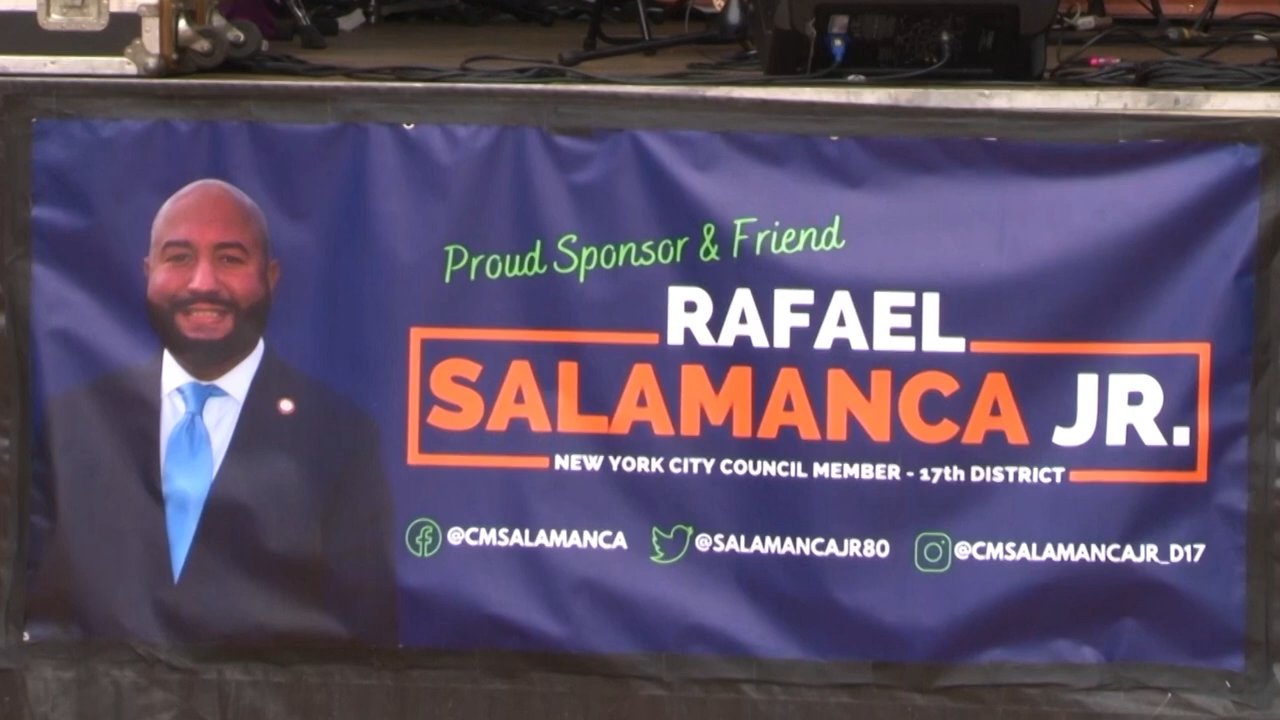 Proud Sponsor & Friend
RAFAEL
SALAMANCA JR.
NEW YORK CITY COUNCIL MEMBER - 17th DISTRICT
@CMSALAMANCA @SALAMANCAJR80 @CMSALAMANCAJR_D17